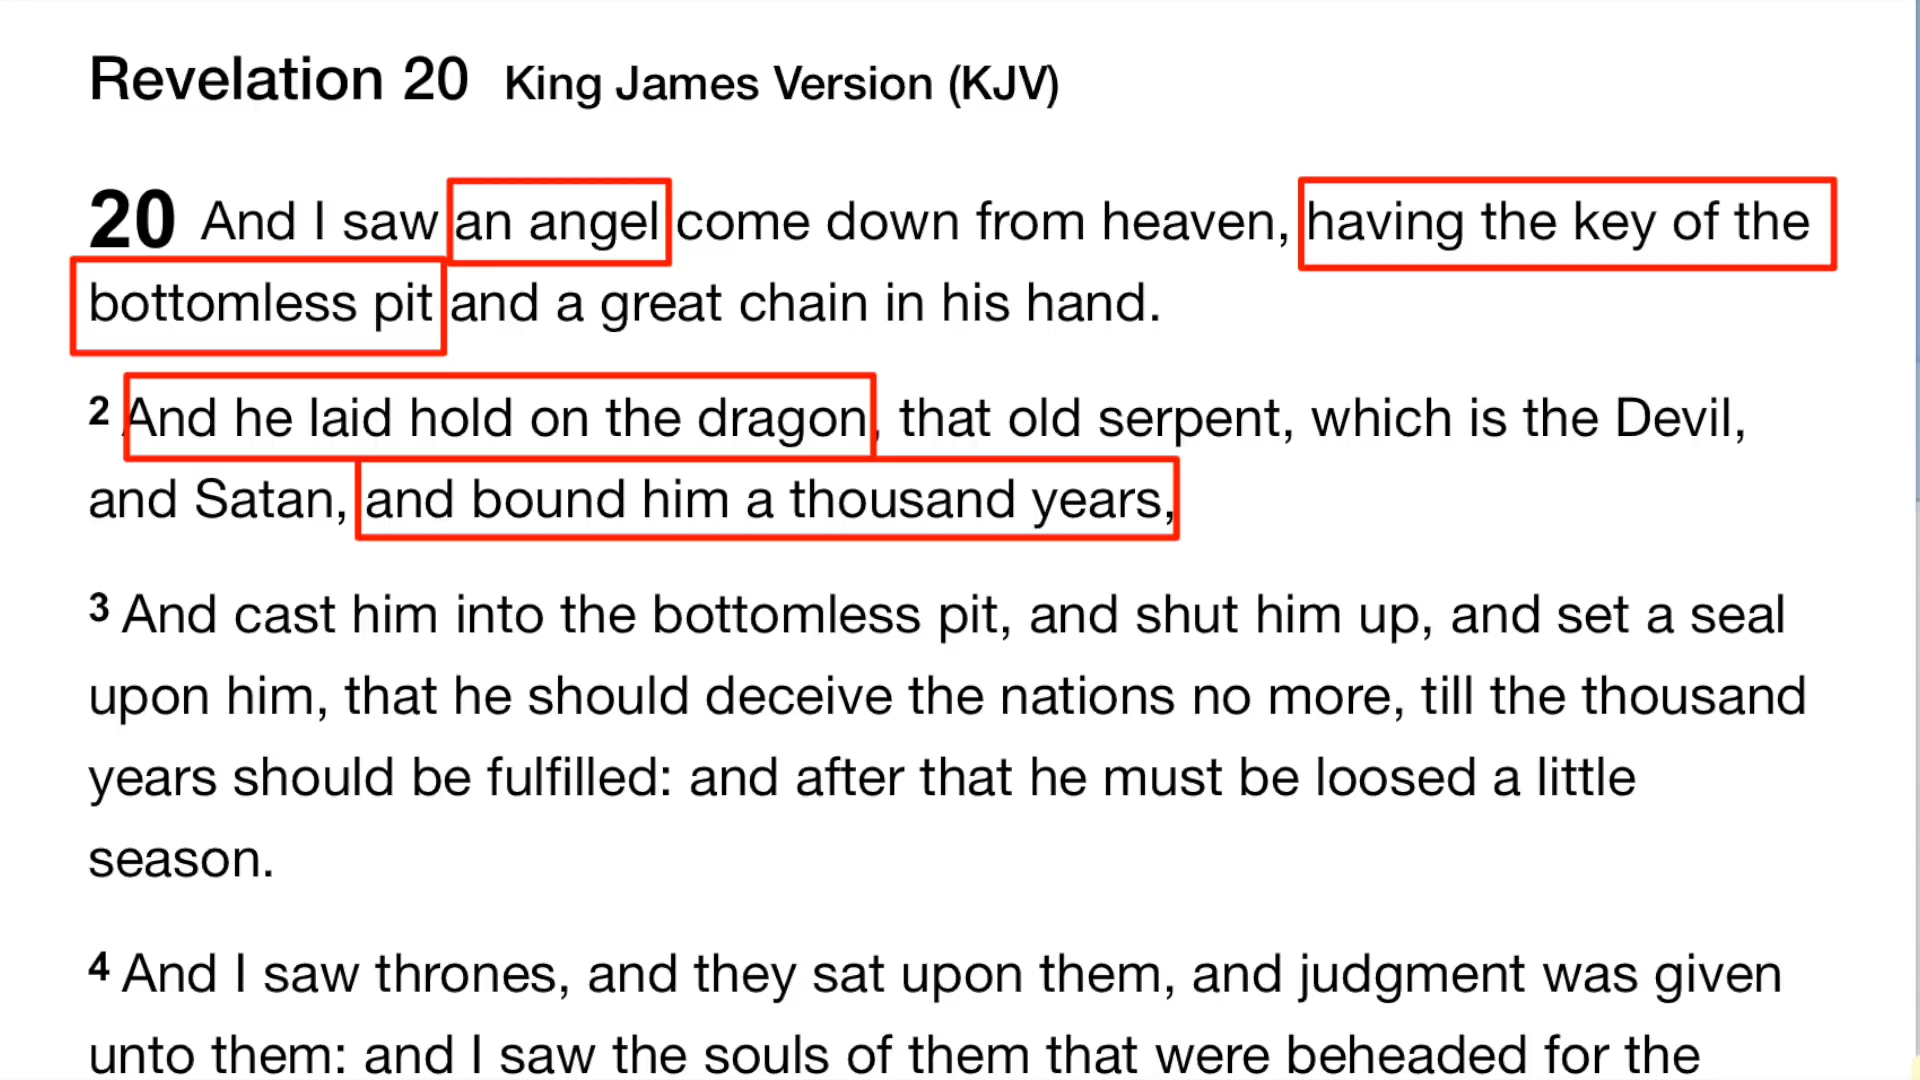 Revelation 20 King James Version (KJV)
20 And I saw an angel come down from heaven, having the key of the
bottomless pit and a great chain in his hand.
2 And he laid hold on the dragon, that old serpent, which is the Devil,
and Satan, and bound him a thousand years,
3 And cast him into the bottomless pit, and shut him up, and set a seal
upon him, that he should deceive the nations no more, till the thousand
years should be fulfilled: and after that he must be loosed a little
season.
4 And I saw thrones, and they sat upon them, and judgment was given
unto them: and I saw the souls of them that were beheaded for the